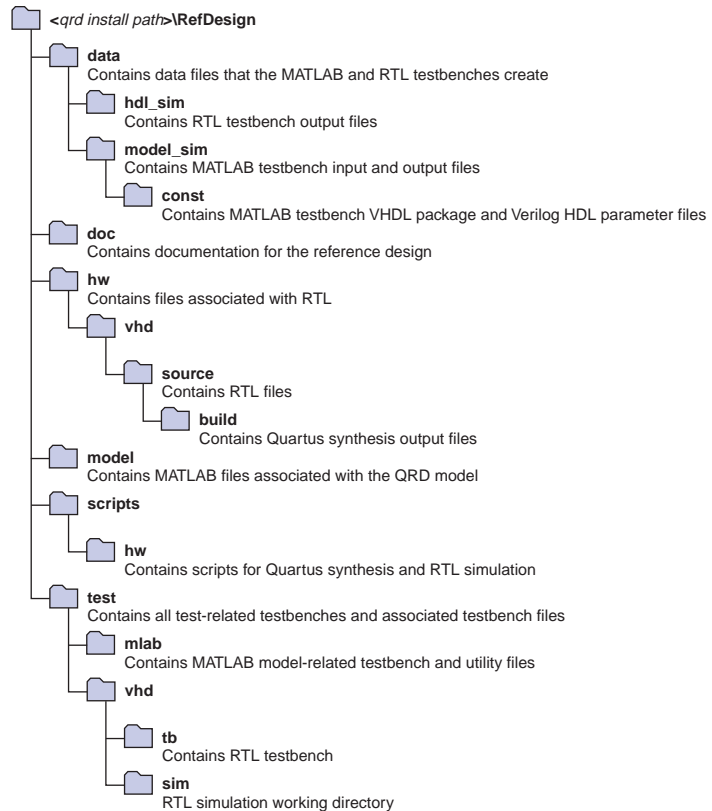 <qrd install path>\RefDesign
data
Contains data files that the MATLAB and RTL testbenches create
hdl_sim
Contains RTL testbench output files
model_sim
Contains MATLAB testbench input and output files
const
Contains MATLAB testbench VHDL package and Verilog HDL parameter files
doc
Contains documentation for the reference design
hw
Contains files associated with RTL
vhd
source
Contains RTL files
build
Contains Quartus synthesis output files
model
Contains MATLAB files associated with the QRD model
scripts
hw
Contains scripts for Quartus synthesis and RTL simulation
test
Contains all test-related testbenches and associated testbench files
mlab
Contains MATLAB model-related testbench and utility files
vhd
tb
Contains RTL testbench
sim
RTL simulation working directory